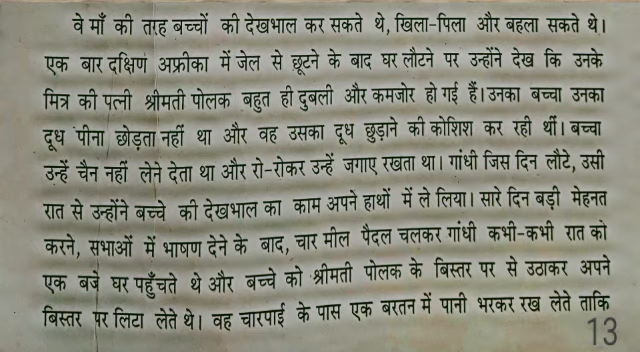 वे माँ की तरह बच्चों की देखभाल कर सकते थे, खिला-पिला और बहला सकते थे।
एक बार दक्षिण अफ्रीका में जेल से छूटने के बाद घर लौटने पर उन्होंने देख कि उनके
मित्र की पत्नी श्रीमती पोलक बहुत ही दुबली और कमजोर हो गई हैं। उनका बच्चा उनका
दूध पीना छोड़ता नहीं था और वह उसका दूध छुड़ाने की कोशिश कर रही थीं। बच्चा
उन्हें चैन नहीं लेने देता था और रो-रोकर उन्हें जगाए रखता था। गांधी जिस दिन लौटे, उसी
रात से उन्होंने बच्चे की देखभाल का काम अपने हाथों में ले लिया। सारे दिन बड़ी मेहनत
करने, सभाओं में भाषण देने के बाद, चार मील पैदल चलकर गांधी कभी-कभी रात को
एक बजे घर पहुँचते थे और बच्चे को श्रीमती पोलक के बिस्तर पर से उठाकर अपने
बिस्तर पर लिटा लेते थे। वह चारपाई के पास एक बरतन में पानी भरकर रख लेते ताकि
13